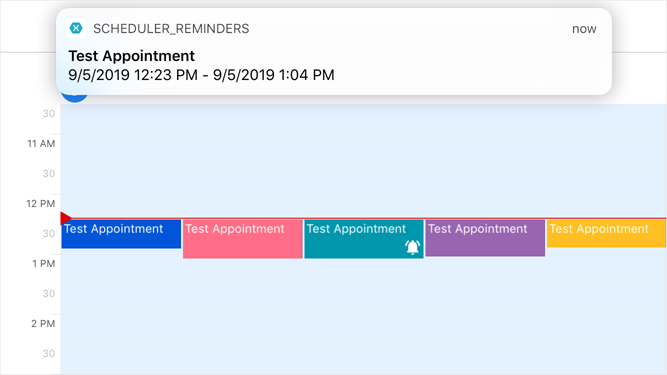 SCHEDULER_REMINDERS now
Test Appointment
9/5/2019 12:23 PM - 9/5/2019 1:04 PM
30
11 AM
30
12 PM
Test Appointment Test Appointment Test Appointment Test Appointment Test Appointment
30
1 PM
30
2 PM
30